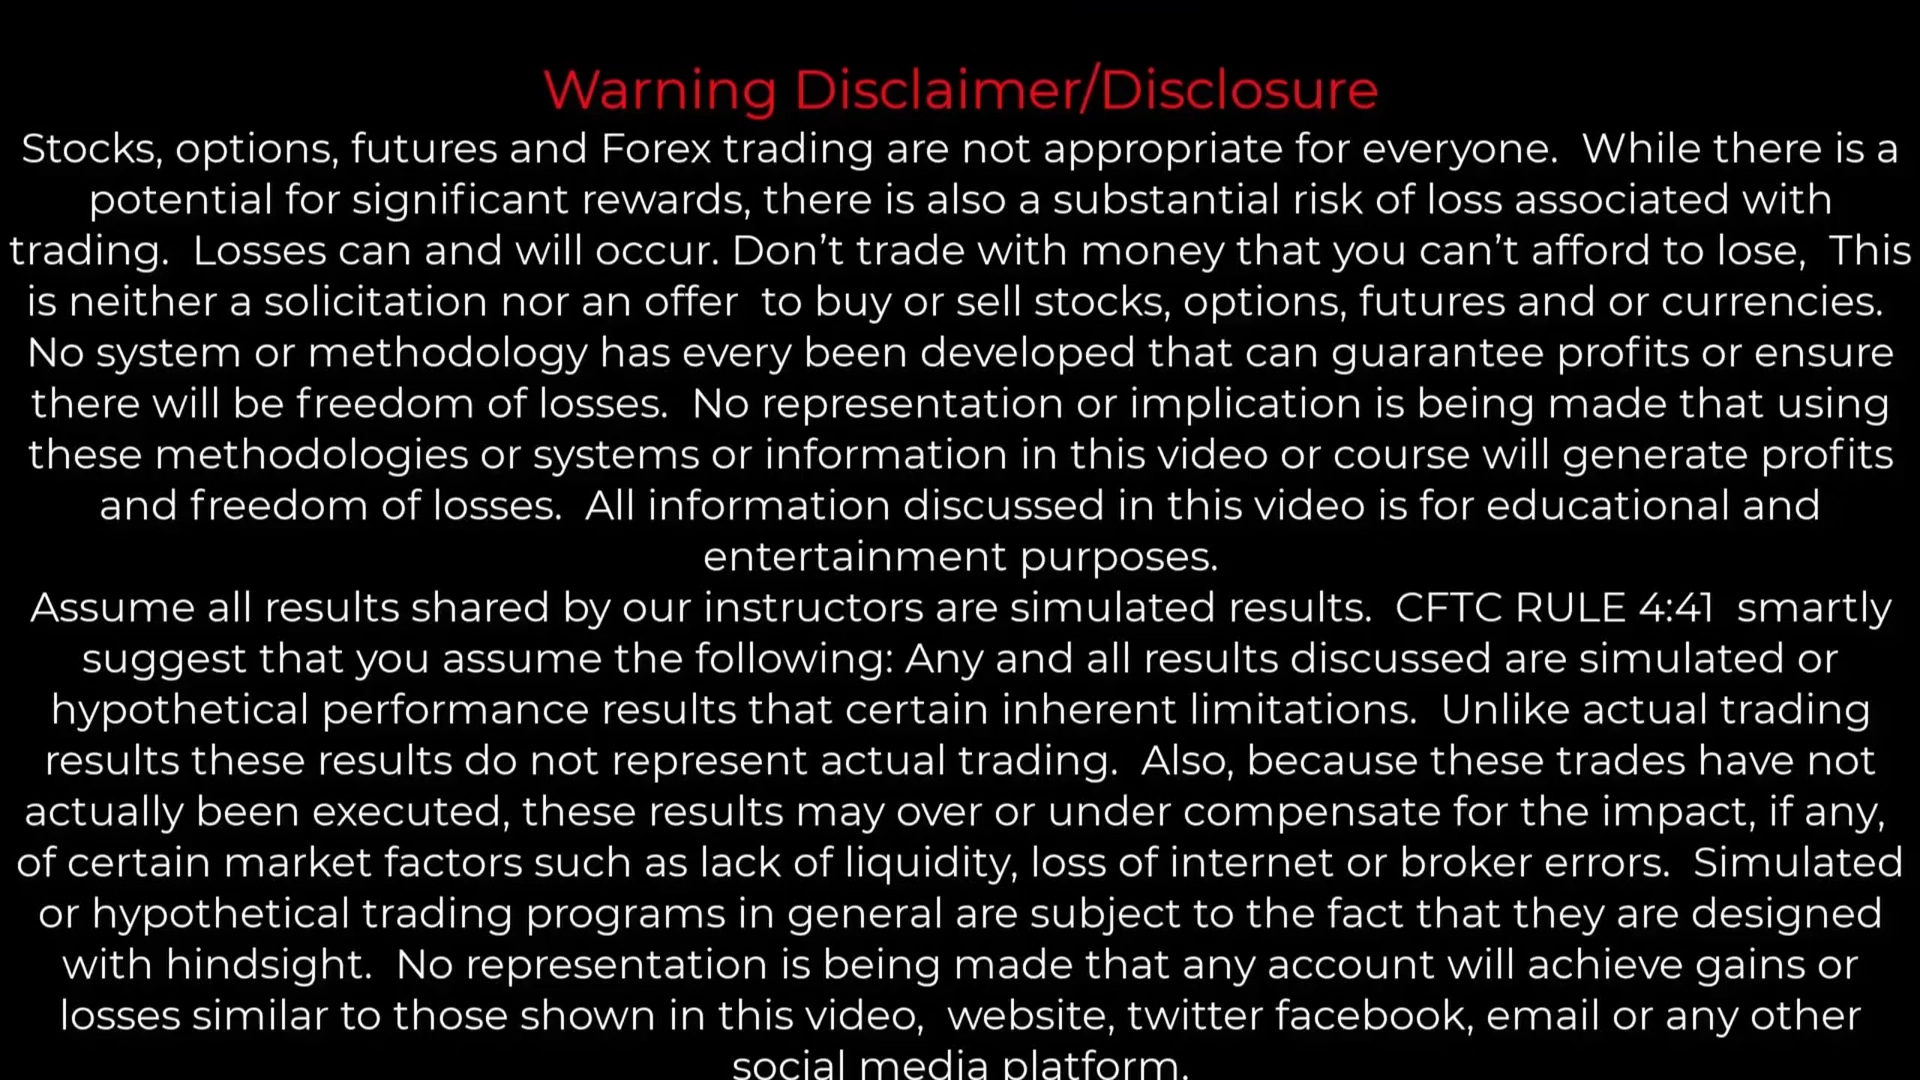 Warning Disclaimer/Disclosure
Stocks, options, futures and Forex trading are not appropriate for everyone.  While there is a
potential for significant rewards, there is also a substantial risk of loss associated with
trading.  Losses can and will occur. Don’t trade with money that you can’t afford to lose,  This
is neither a solicitation nor an offer  to buy or sell stocks, options, futures and or currencies.
No system or methodology has every been developed that can guarantee profits or ensure
there will be freedom of losses.  No representation or implication is being made that using
these methodologies or systems or information in this video or course will generate profits
and freedom of losses.  All information discussed in this video is for educational and
entertainment purposes.
Assume all results shared by our instructors are simulated results.  CFTC RULE 4:41  smartly
suggest that you assume the following: Any and all results discussed are simulated or
hypothetical performance results that certain inherent limitations.  Unlike actual trading
results these results do not represent actual trading.  Also, because these trades have not
actually been executed, these results may over or under compensate for the impact, if any,
of certain market factors such as lack of liquidity, loss of internet or broker errors.  Simulated
or hypothetical trading programs in general are subject to the fact that they are designed
with hindsight.  No representation is being made that any account will achieve gains or
losses similar to those shown in this video,  website, twitter facebook, email or any other
social media platform.